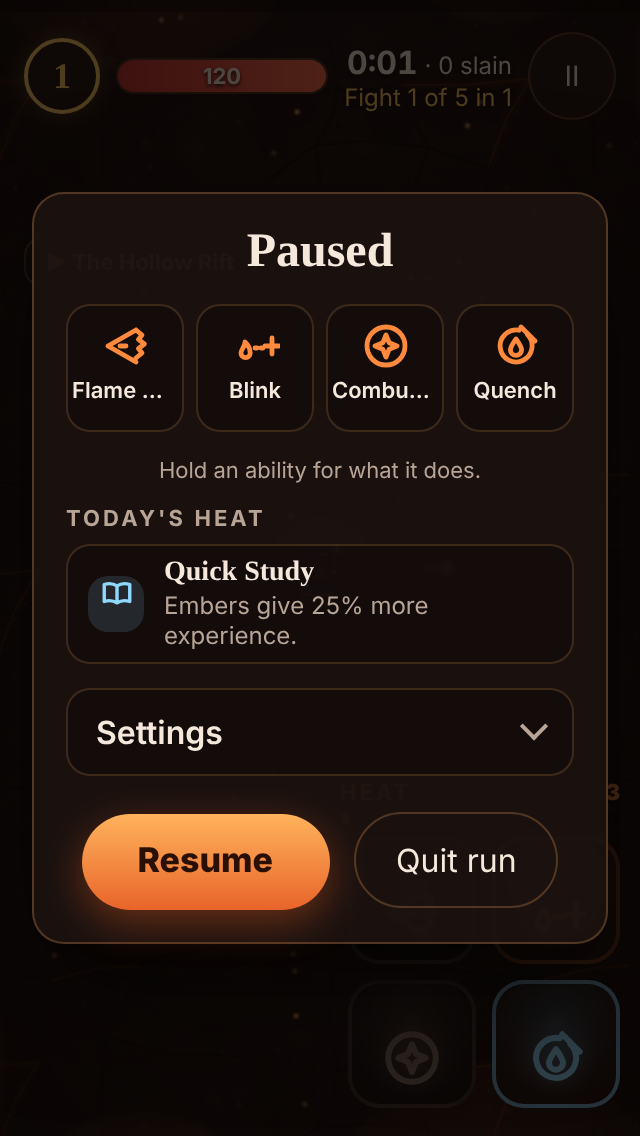 1
120
0:01 · 0 slain
Fight 1 of 5 in 1
Paused
The Hollow Rift
Flame ...
Blink
Combu...
Quench
Hold an ability for what it does.
TODAY'S HEAT
Quick Study
Embers give 25% more
experience.
Settings
HEAT
3
Resume
Quit run